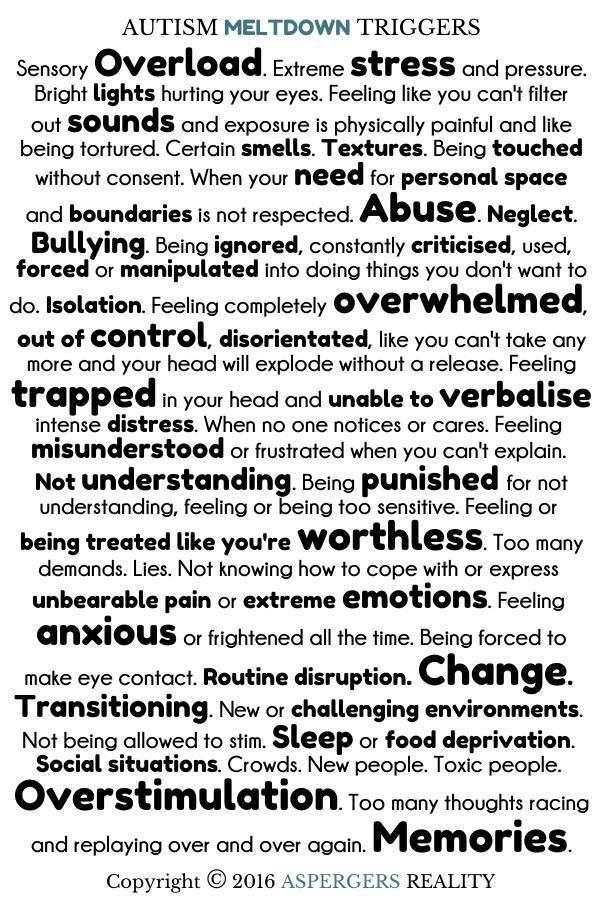 AUTISM MELTDOWN TRIGGERS
Sensory Overload. Extreme stress and pressure.
Bright lights hurting your eyes. Feeling like you can't filter
out sounds and exposure is physically painful and like
being tortured. Certain smells. Textures. Being touched
without consent. When your need for personal space
and boundaries is not respected. Abuse. Neglect.
Bullying. Being ignored, constantly criticised, used,
forced or manipulated into doing things you don't want to
do. Isolation. Feeling completely overwhelmed,
out of control, disorientated, like you can't take any
more and your head will explode without a release. Feeling
trapped in your head and unable to verbalise
intense distress. When no one notices or cares. Feeling
misunderstood or frustrated when you can't explain.
Not understanding. Being punished for not
understanding, feeling or being too sensitive. Feeling or
being treated like you're worthless. Too many
demands. Lies. Not knowing how to cope with or express
unbearable pain or extreme emotions. Feeling
anxious or frightened all the time. Being forced to
make eye contact. Routine disruption. Change.
Transitioning. New or challenging environments.
Not being allowed to stim. Sleep or food deprivation.
Social situations. Crowds. New people. Toxic people.
Overstimulation. Too many thoughts racing
and replaying over and over again. Memories.
Copyright © 2016 ASPERGERS REALITY